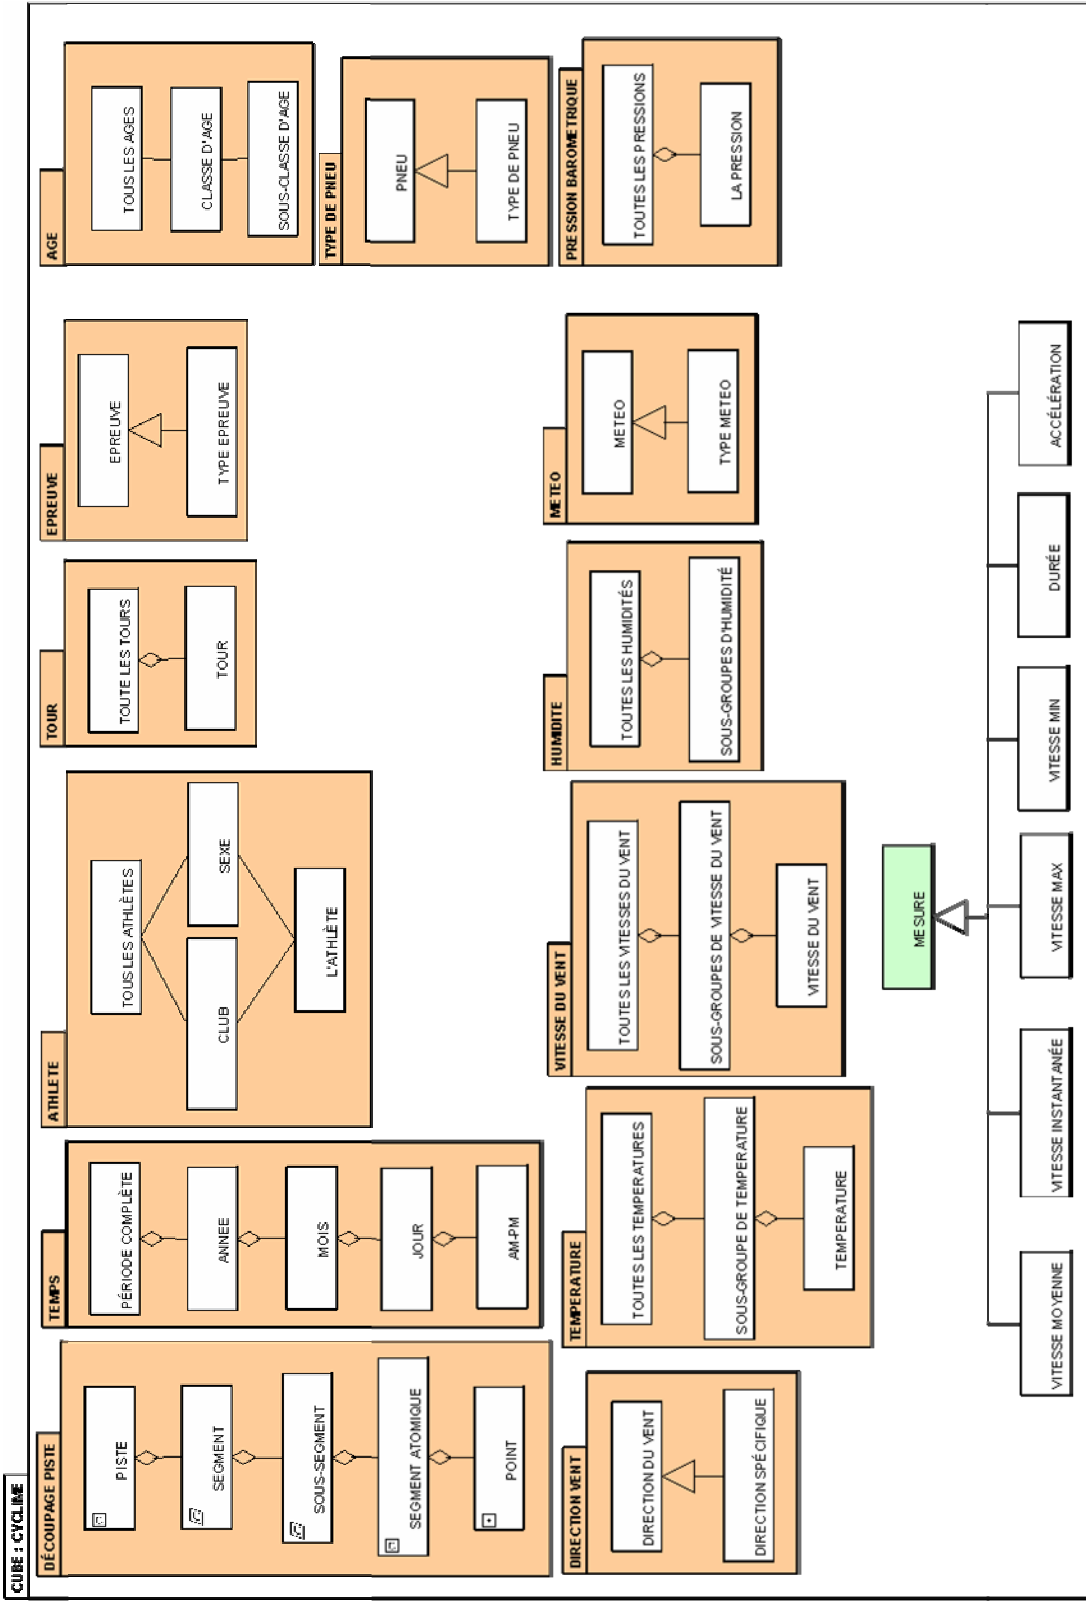 CUBE : CYCLIME
DÉCOUPAGE PISTE
PISTE
SEGMENT
SOUS-SEGMENT
SEGMENT ATOMIQUE
POINT
TEMPS
PÉRIODE COMPLÈTE
ANNEE
MOIS
JOUR
AM-PM
ATHLETE
TOUS LES ATHLÈTES
CLUB
SEXE
L'ATHLÈTE
TOUR
TOUTE LES TOURS
TOUR
EPREUVE
EPREUVE
TYPE EPREUVE
AGE
TOUS LES AGES
CLASSE D'AGE
SOUS-CLASSE D'AGE
TYPE DE PNEU
PNEU
TYPE DE PNEU
DIRECTION VENT
DIRECTION DU VENT
DIRECTION SPÉCIFIQUE
TEMPERATURE
TOUTES LES TEMPERATURES
SOUS-GROUPE DE TEMPERATURE
TEMPERATURE
VITESSE DU VENT
TOUTES LES VITESSES DU VENT
SOUS-GROUPES DE VITESSE DU VENT
VITESSE DU VENT
HUMIDITE
TOUTES LES HUMIDITÉS
SOUS-GROUPES D'HUMIDITÉ
METEO
METEO
TYPE METEO
PRESSION BAROMETRIQUE
TOUTES LES PRESSIONS
LA PRESSION
MESURE
VITESSE MOYENNE
VITESSE INSTANTANÉE
VITESSE MAX
VITESSE MIN
DURÉE
ACCÉLÉRATION